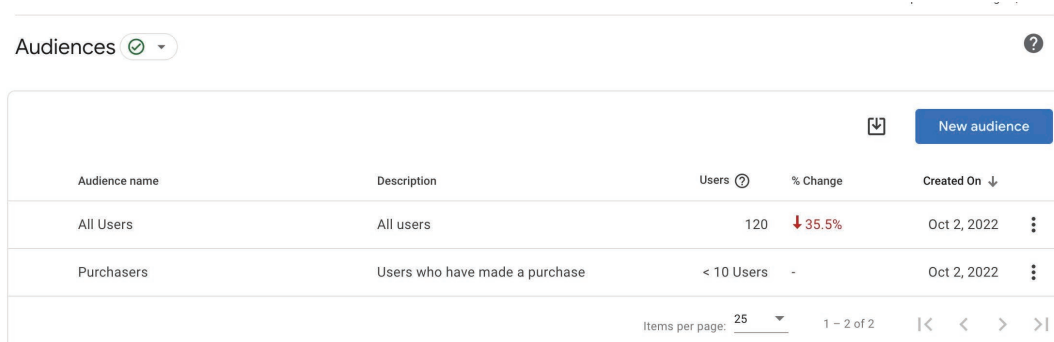 Audiences
New audience
Audience name Description Users % Change Created On
All Users All users 120 35.5% Oct 2, 2022
Purchasers Users who have made a purchase < 10 Users - Oct 2, 2022
Items per page: 25 1 – 2 of 2